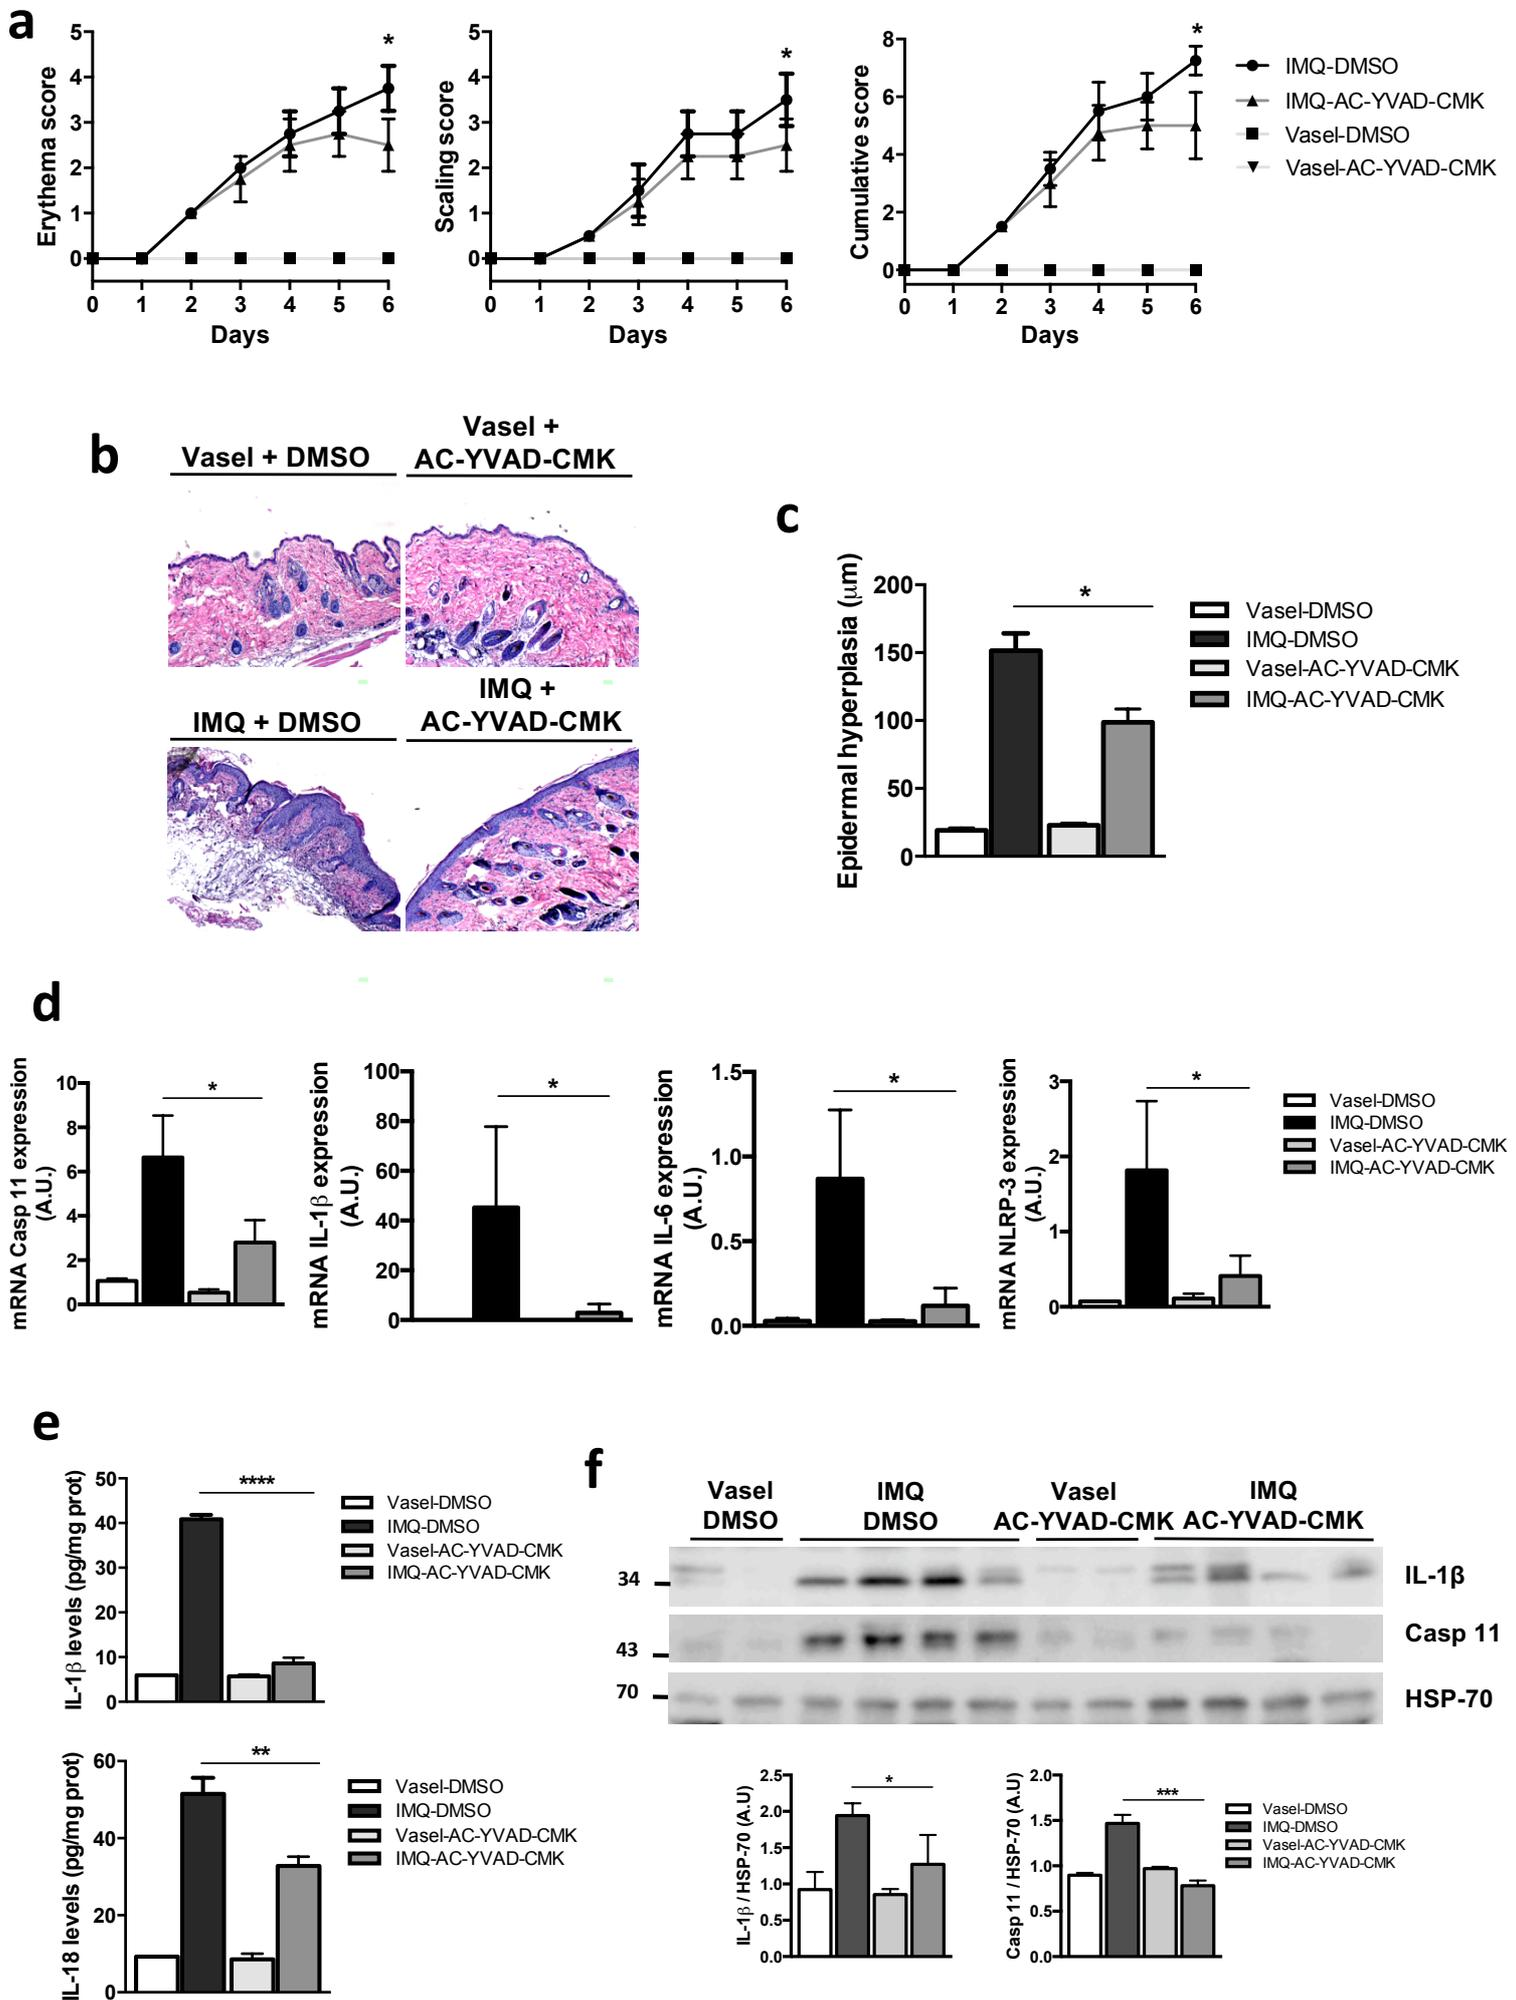 a
Erythema score
5
4
3
2
1
0
*
0 1 2 3 4 5 6
Days
Scaling score
5
4
3
2
1
0
*
0 1 2 3 4 5 6
Days
Cumulative score
8
6
4
2
0
*
0 1 2 3 4 5 6
Days
IMQ-DMSO
IMQ-AC-YVAD-CMK
Vasel-DMSO
Vasel-AC-YVAD-CMK
b
Vasel + DMSO
Vasel +
AC-YVAD-CMK
IMQ + DMSO
IMQ +
AC-YVAD-CMK
c
Epidermal hyperplasia (μm)
200
150
100
50
0
*
Vasel-DMSO
IMQ-DMSO
Vasel-AC-YVAD-CMK
IMQ-AC-YVAD-CMK
d
mRNA Casp 11 expression
(A.U.)
10
8
6
4
2
0
*
mRNA IL-1β expression
(A.U.)
100
80
60
40
20
0
*
mRNA IL-6 expression
(A.U.)
1.5
1.0
0.5
0.0
*
mRNA NLRP-3 expression
(A.U.)
3
2
1
0
*
Vasel-DMSO
IMQ-DMSO
Vasel-AC-YVAD-CMK
IMQ-AC-YVAD-CMK
e
IL-1β levels (pg/mg prot)
50
40
30
20
10
0
****
Vasel-DMSO
IMQ-DMSO
Vasel-AC-YVAD-CMK
IMQ-AC-YVAD-CMK
IL-18 levels (pg/mg prot)
60
40
20
0
**
Vasel-DMSO
IMQ-DMSO
Vasel-AC-YVAD-CMK
IMQ-AC-YVAD-CMK
f
Vasel
DMSO
IMQ
DMSO
Vasel
AC-YVAD-CMK
IMQ
AC-YVAD-CMK
34
IL-1β
43
Casp 11
70
HSP-70
IL-1β / HSP-70 (A.U)
2.5
2.0
1.5
1.0
0.5
0.0
*
Casp 11 / HSP-70 (A.U)
2.0
1.5
1.0
0.5
0.0
***
Vasel-DMSO
IMQ-DMSO
Vasel-AC-YVAD-CMK
IMQ-AC-YVAD-CMK